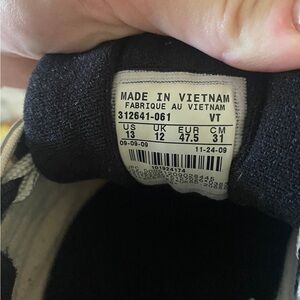 MADE IN VIETNAM
FABRIQUE AU VIETNAM
312641-061 VT
US UK EUR CM
13 12 47.5 31
09-09-09 11-24-09
101924174